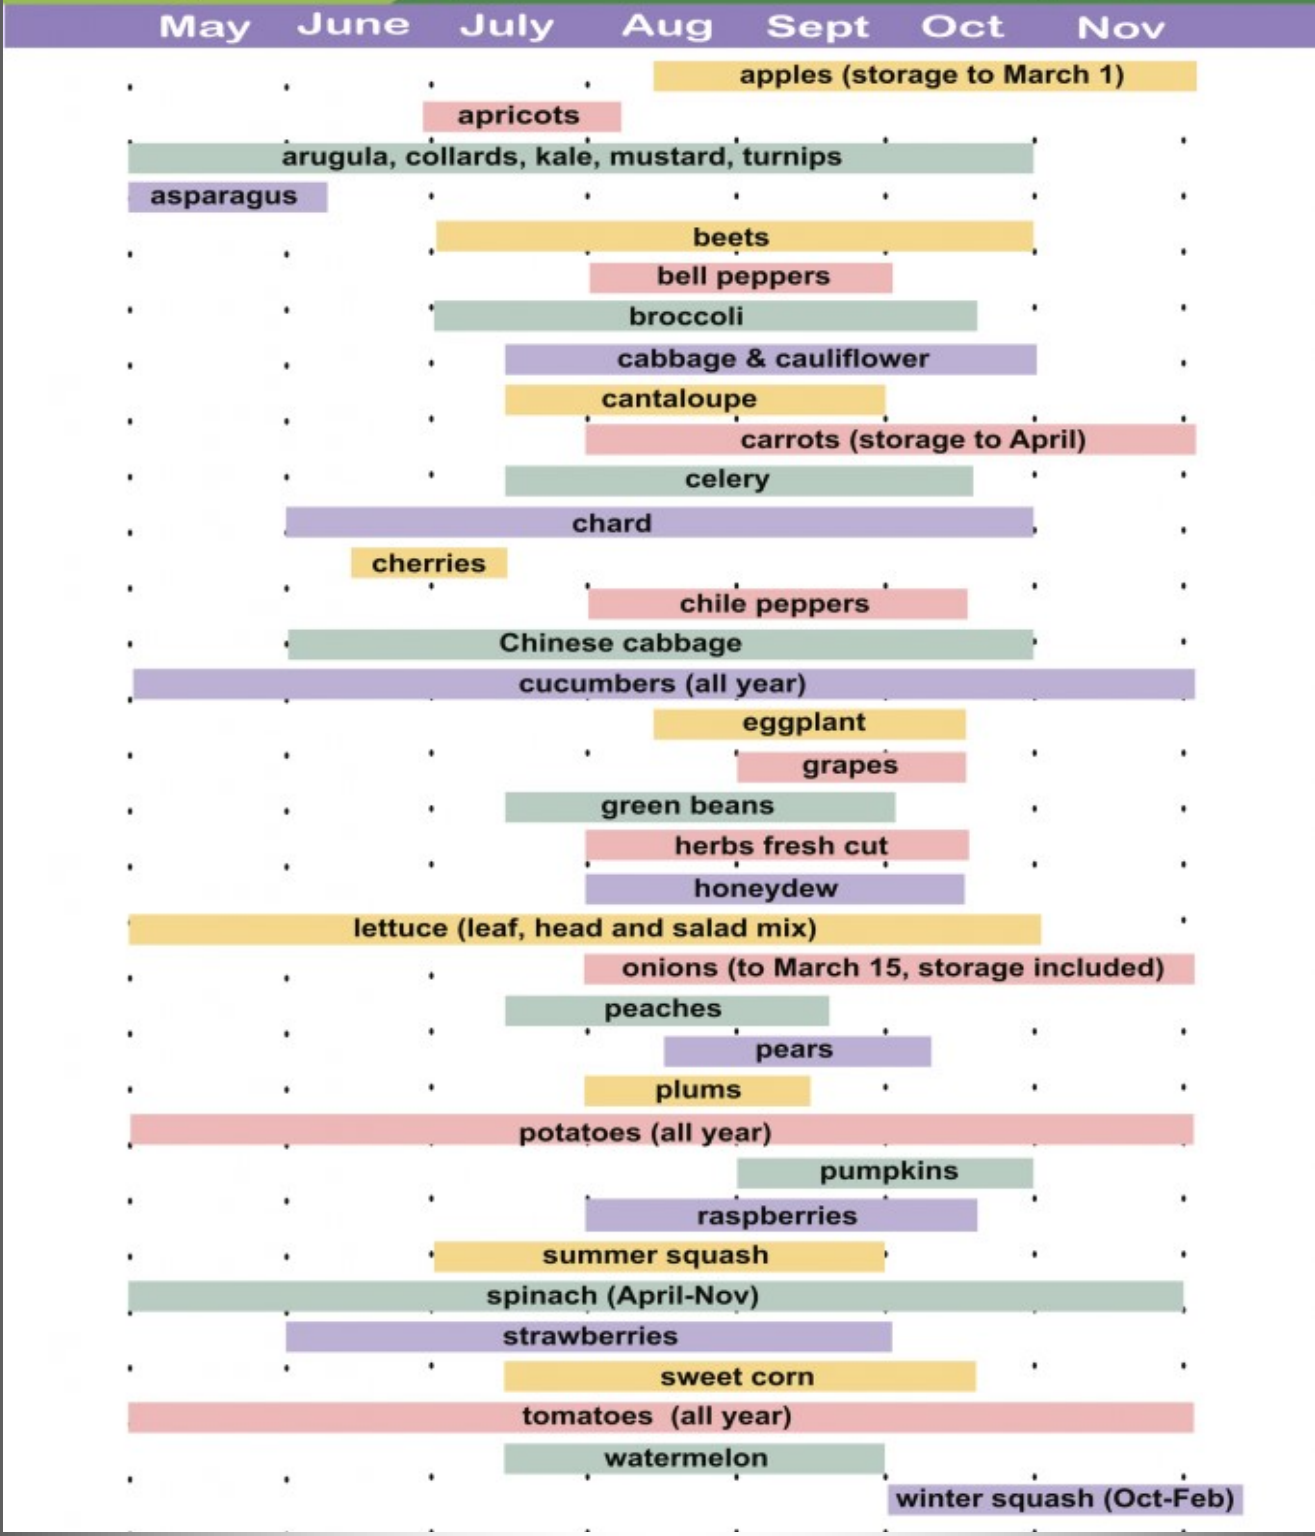 May June July Aug Sept Oct Nov
apples (storage to March 1)
apricots
arugula, collards, kale, mustard, turnips
asparagus
beets
bell peppers
broccoli
cabbage & cauliflower
cantaloupe
carrots (storage to April)
celery
chard
cherries
chile peppers
Chinese cabbage
cucumbers (all year)
eggplant
grapes
green beans
herbs fresh cut
honeydew
lettuce (leaf, head and salad mix)
onions (to March 15, storage included)
peaches
pears
plums
potatoes (all year)
pumpkins
raspberries
summer squash
spinach (April-Nov)
strawberries
sweet corn
tomatoes (all year)
watermelon
winter squash (Oct-Feb)